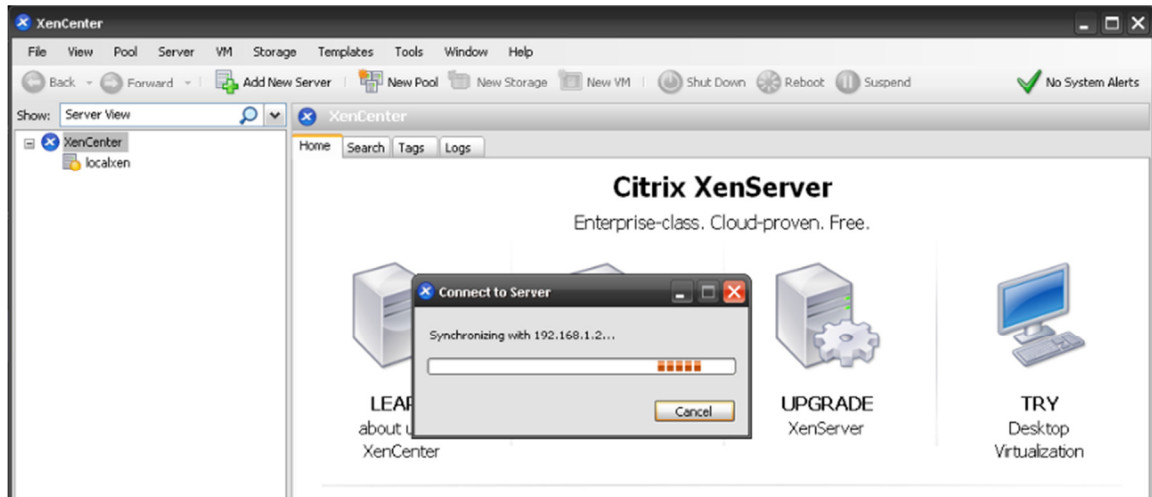 XenCenter
File View Pool Server VM Storage Templates Tools Window Help
Back Forward Add New Server New Pool New Storage New VM Shut Down Reboot Suspend No System Alerts
Show: Server View
XenCenter
XenCenter
localxen
Home Search Tags Logs
Citrix XenServer
Enterprise-class. Cloud-proven. Free.
Connect to Server
Synchronizing with 192.168.1.2...
Cancel
about
XenCenter
UPGRADE
XenServer
TRY
Desktop
Virtualization